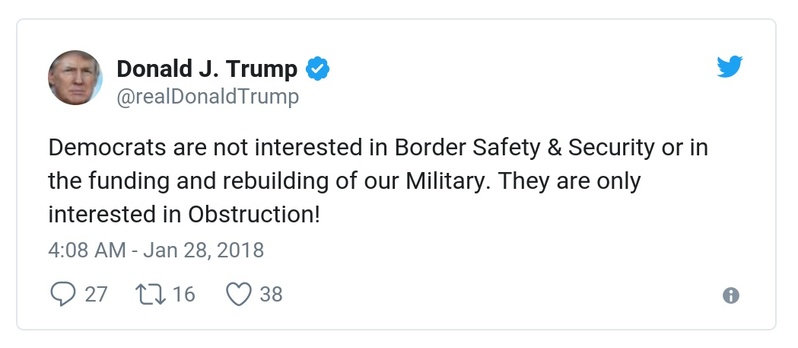 Donald J. Trump
@realDonaldTrump
Democrats are not interested in Border Safety & Security or in
the funding and rebuilding of our Military. They are only
interested in Obstruction!
4:08 AM - Jan 28, 2018
27 16 38